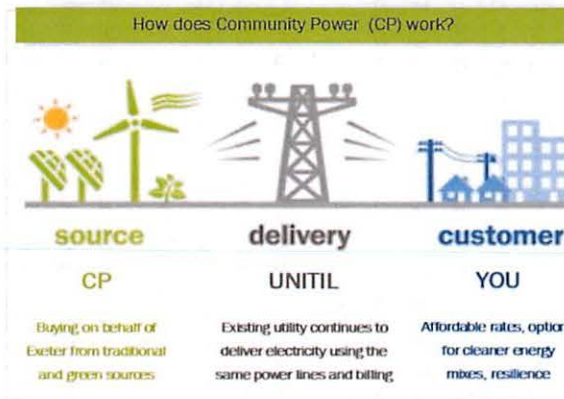 How does Community Power (CP) work?
source
delivery
customer
CP
UNITIL
YOU
Buying on behalf of
Exeter from traditional
and green sources
Existing utility continues to
deliver electricity using the
same power lines and billing
Affordable rates, option
for cleaner energy
mixes, resilience